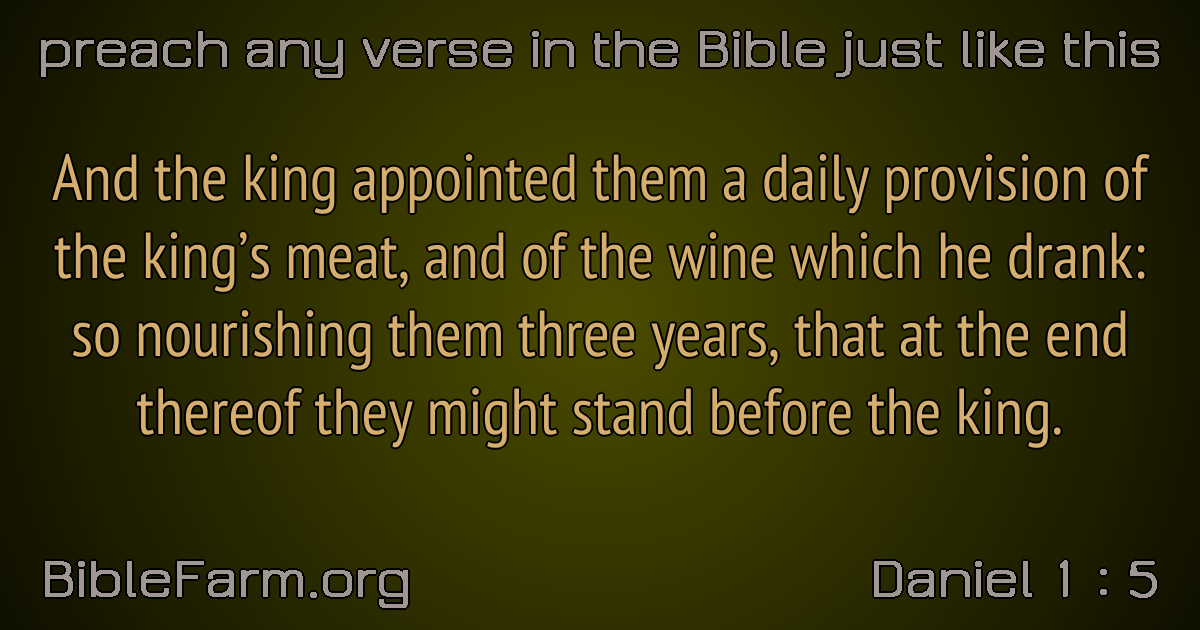 preach any verse in the Bible just like this
And the king appointed them a daily provision of
the king’s meat, and of the wine which he drank:
so nourishing them three years, that at the end
thereof they might stand before the king.
BibleFarm.org
Daniel 1 : 5